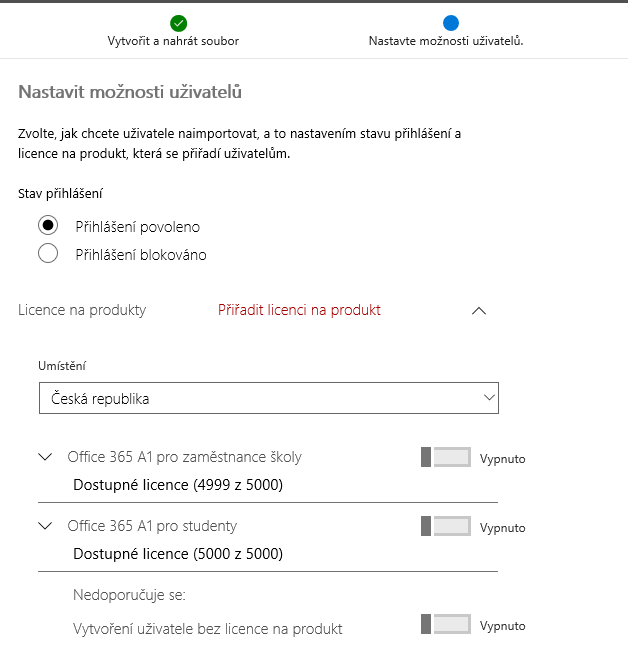 Vytvořit a nahrát soubor
Nastavte možnosti uživatelů.
Nastavit možnosti uživatelů
Zvolte, jak chcete uživatele naimportovat, a to nastavením stavu přihlášení a
licence na produkt, která se přiřadí uživatelům.
Stav přihlášení
Přihlášení povoleno
Přihlášení blokováno
Licence na produkty
Přiřadit licenci na produkt
Umístění
Česká republika
Office 365 A1 pro zaměstnance školy
Vypnuto
Dostupné licence (4999 z 5000)
Office 365 A1 pro studenty
Vypnuto
Dostupné licence (5000 z 5000)
Nedoporučuje se:
Vytvoření uživatele bez licence na produkt
Vypnuto